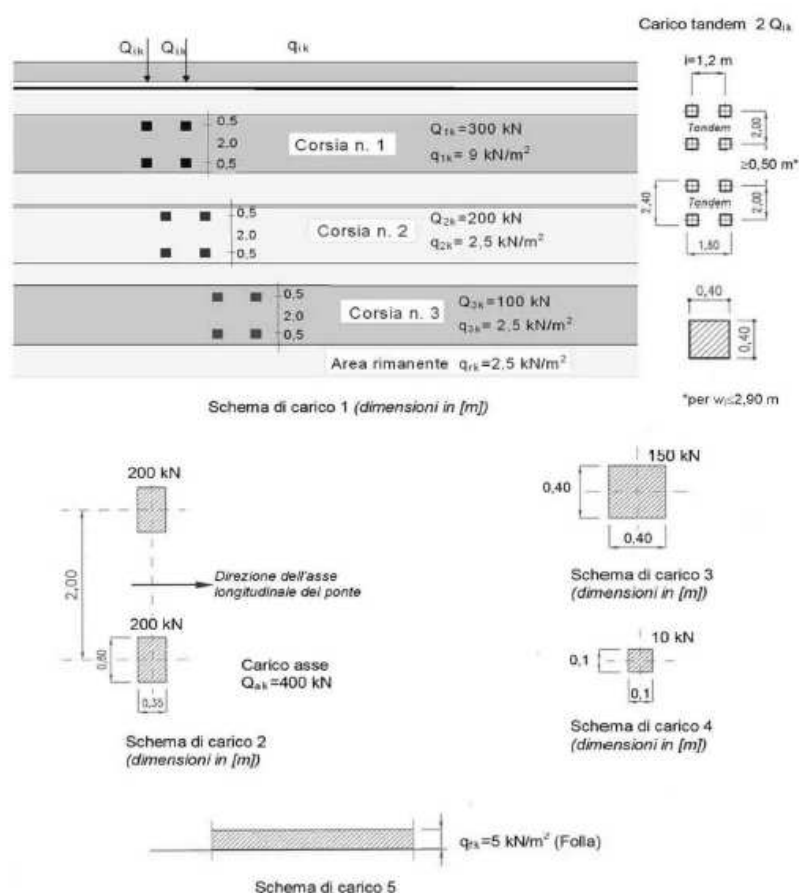 Carico tandem 2 Qik
Qik Qik qik
i=1,2 m
0.5
2.0
0,5
Corsia n. 1
Q1k=300 kN
q1k= 9 kN/m²
Tandem
2,00
≥0,50 m*
0,5
2.0
0,5
Corsia n. 2
Q2k=200 kN
q2k= 2,5 kN/m²
2,40
Tandem
2,00
1,60
0,5
2.0
0,5
Corsia n. 3
Q3k=100 kN
q3k= 2,5 kN/m²
0,40
0,40
Area rimanente qrk=2,5 kN/m²
Schema di carico 1 (dimensioni in [m])
*per wl≤2,90 m
200 kN
2,00
Direzione dell'asse
longitudinale del ponte
200 kN
0,60
0,35
Carico asse
Qak=400 kN
Schema di carico 2
(dimensioni in [m])
150 kN
0,40
0,40
Schema di carico 3
(dimensioni in [m])
10 kN
0,1
0,1
Schema di carico 4
(dimensioni in [m])
qfk=5 kN/m² (Folla)
Schema di carico 5